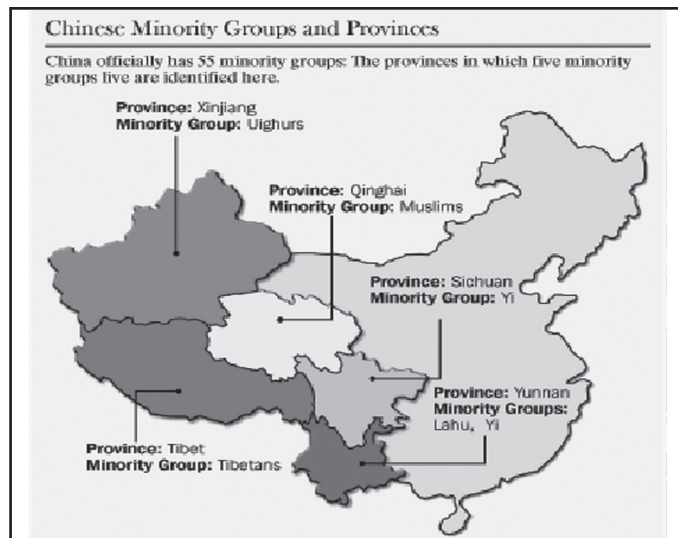 Chinese Minority Groups and Provinces
China officially has 55 minority groups: The provinces in which five minority
groups live are identified here.
Province: Xinjiang
Minority Group: Uighurs
Province: Qinghai
Minority Group: Muslims
Province: Sichuan
Minority Group: Yi
Province: Yunnan
Minority Groups:
Lahu, Yi
Province: Tibet
Minority Group: Tibetans